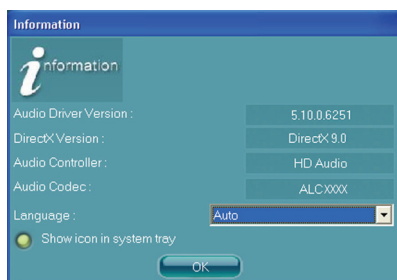 Information
information
Audio Driver Version :
5.10.0.6251
DirectX Version :
DirectX 9.0
Audio Controller :
HD Audio
Audio Codec :
ALCXXXX
Language :
Auto
Show icon in system tray
OK